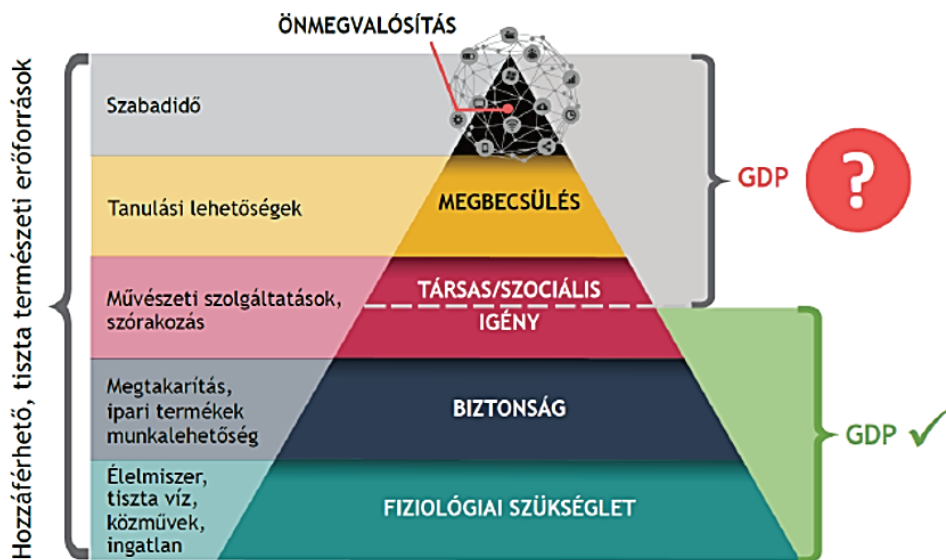 ÖNMEGVALÓSÍTÁS
Hozzáférhető, tiszta természeti erőforrások
Szabadidő
Tanulási lehetőségek
MEGBECSÜLÉS
GDP
?
Művészeti szolgáltatások,
szórakozás
TÁRSAS/SZOCIÁLIS
IGÉNY
Megtakarítás,
ipari termékek
munkalehetőség
BIZTONSÁG
GDP ✓
Élelmiszer,
tiszta víz,
közművek,
ingatlan
FIZIOLÓGIAI SZÜKSÉGLET